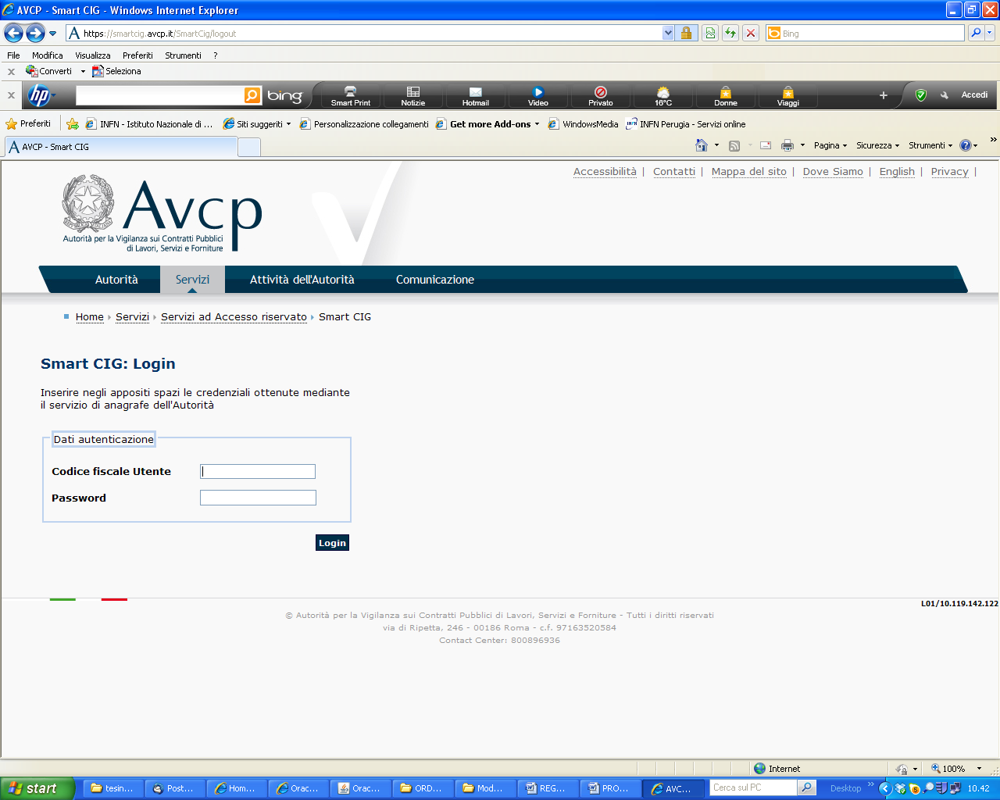 AVCP - Smart CIG - Windows Internet Explorer
https://smartcig.avcp.it/SmartCig/logout
Bing
File Modifica Visualizza Preferiti Strumenti ?
x Converti Seleziona
x hp bing Smart Print Notizie Hotmail Video Privato 16°C Donne Viaggi + Accedi
Preferiti INFN - Istituto Nazionale di ... Siti suggeriti Personalizzazione collegamenti Get more Add-ons WindowsMedia INFN Perugia - Servizi online
AVCP - Smart CIG
Pagina Sicurezza Strumenti ? »
Accessibilità | Contatti | Mappa del sito | Dove Siamo | English | Privacy |
Avcp
Autorità per la Vigilanza sui Contratti Pubblici
di Lavori, Servizi e Forniture
Autorità Servizi Attività dell'Autorità Comunicazione
Home Servizi Servizi ad Accesso riservato Smart CIG
Smart CIG: Login
Inserire negli appositi spazi le credenziali ottenute mediante
il servizio di anagrafe dell'Autorità
Dati autenticazione
Codice fiscale Utente
Password
Login
L01/10.119.142.122
© Autorità per la Vigilanza sui Contratti Pubblici di Lavori, Servizi e Forniture - Tutti i diritti riservati
via di Ripetta, 246 - 00186 Roma - c.f. 97163520584
Contact Center: 800896936
Internet 100%
start tesin... Post... Hom... Orac... Orac... ORD... Mod... REG... PRO... AVC... Cerca sul PC Desktop » 10.42